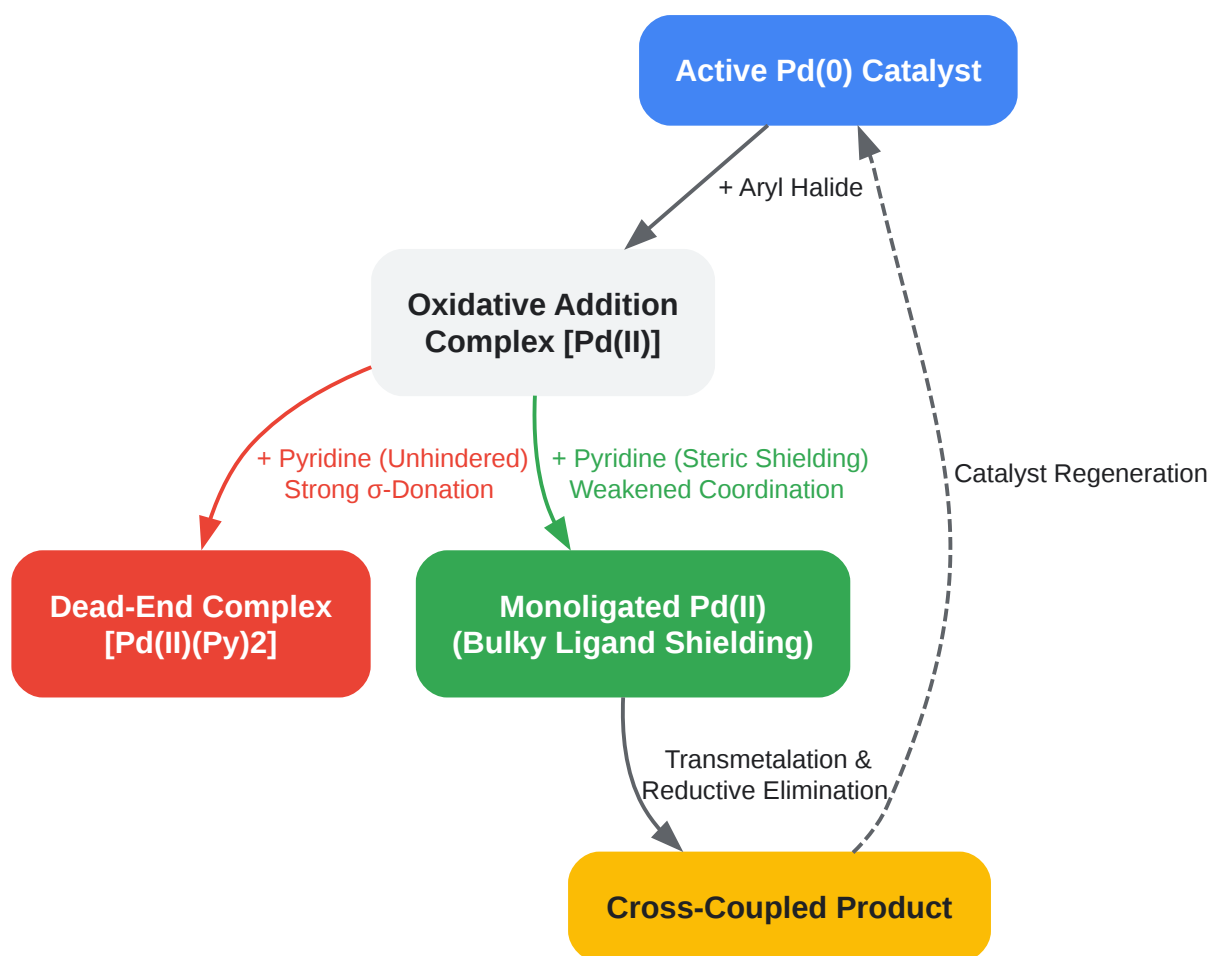 Active Pd(0) Catalyst
+ Aryl Halide
Oxidative Addition
Complex [Pd(II)]
+ Pyridine (Unhindered)
Strong σ-Donation
+ Pyridine (Steric Shielding)
Weakened Coordination
Catalyst Regeneration
Dead-End Complex
[Pd(II)(Py)2]
Monoligated Pd(II)
(Bulky Ligand Shielding)
Transmetalation &
Reductive Elimination
Cross-Coupled Product